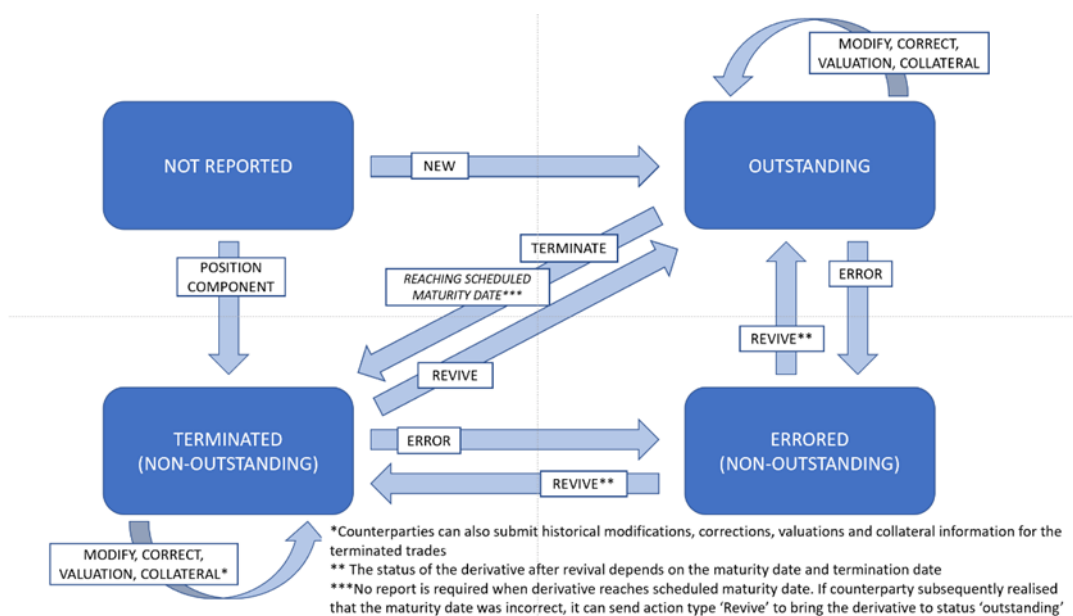 MODIFY, CORRECT,
VALUATION, COLLATERAL
NOT REPORTED
NEW
OUTSTANDING
TERMINATE
POSITION
COMPONENT
REACHING SCHEDULED
MATURITY DATE***
ERROR
REVIVE**
REVIVE
TERMINATED
(NON-OUTSTANDING)
ERROR
ERRORED
(NON-OUTSTANDING)
REVIVE**
MODIFY, CORRECT,
VALUATION, COLLATERAL*
*Counterparties can also submit historical modifications, corrections, valuations and collateral information for the
terminated trades
** The status of the derivative after revival depends on the maturity date and termination date
***No report is required when derivative reaches scheduled maturity date. If counterparty subsequently realised
that the maturity date was incorrect, it can send action type ‘Revive’ to bring the derivative to status ‘outstanding’